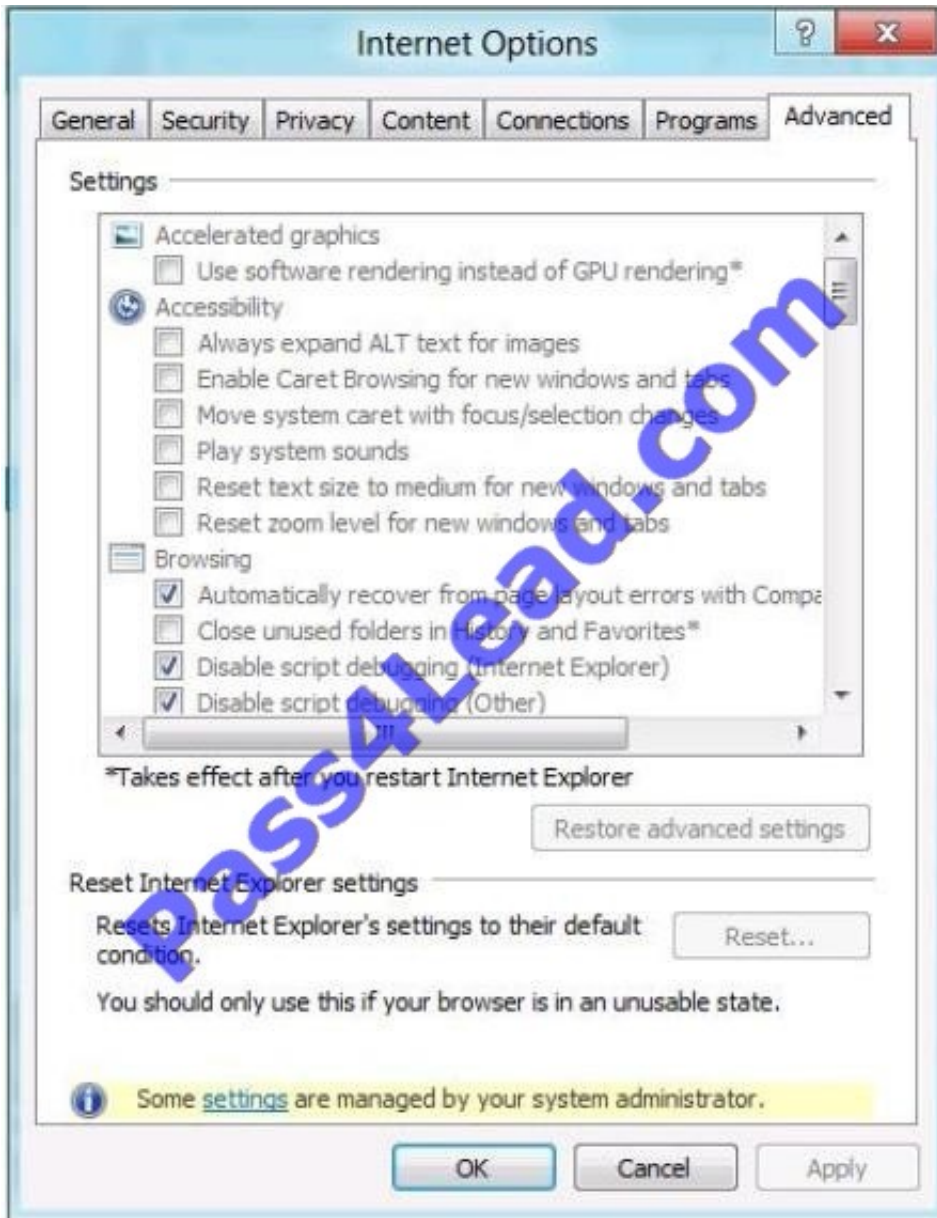 Internet Options
?
General Security Privacy Content Connections Programs Advanced
Settings
Accelerated graphics
Use software rendering instead of GPU rendering*
Accessibility
Always expand ALT text for images
Enable Caret Browsing for new windows and tabs
Move system caret with focus/selection changes
Play system sounds
Reset text size to medium for new windows and tabs
Reset zoom level for new windows and tabs
Browsing
Automatically recover from page layout errors with Compa
Close unused folders in History and Favorites*
Disable script debugging (Internet Explorer)
Disable script debugging (Other)
*Takes effect after you restart Internet Explorer
Restore advanced settings
Reset Internet Explorer settings
Resets Internet Explorer's settings to their default
condition.
Reset...
You should only use this if your browser is in an unusable state.
Some settings are managed by your system administrator.
OK Cancel Apply
Pass4Lead.com